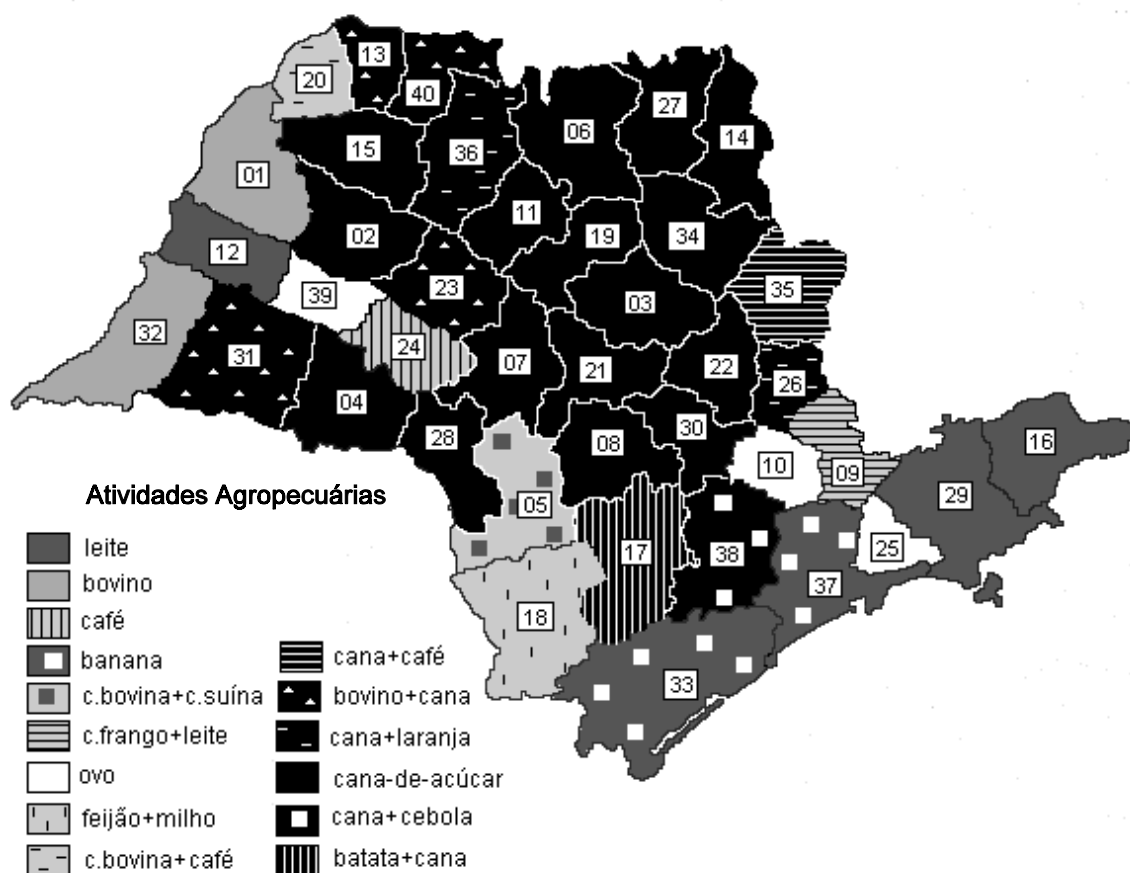 13
20
40
27
06
14
15
36
01
11
02
19
34
12
23
35
39
03
32
31
24
07
21
22
26
04
28
08
30
16
10
09
29
05
17
38
25
37
18
33
Atividades Agropecuárias
leite
bovino
café
banana
c.bovina+c.suína
c.frango+leite
ovo
feijão+milho
c.bovina+café
cana+café
bovino+cana
cana+laranja
cana-de-açúcar
cana+cebola
batata+cana